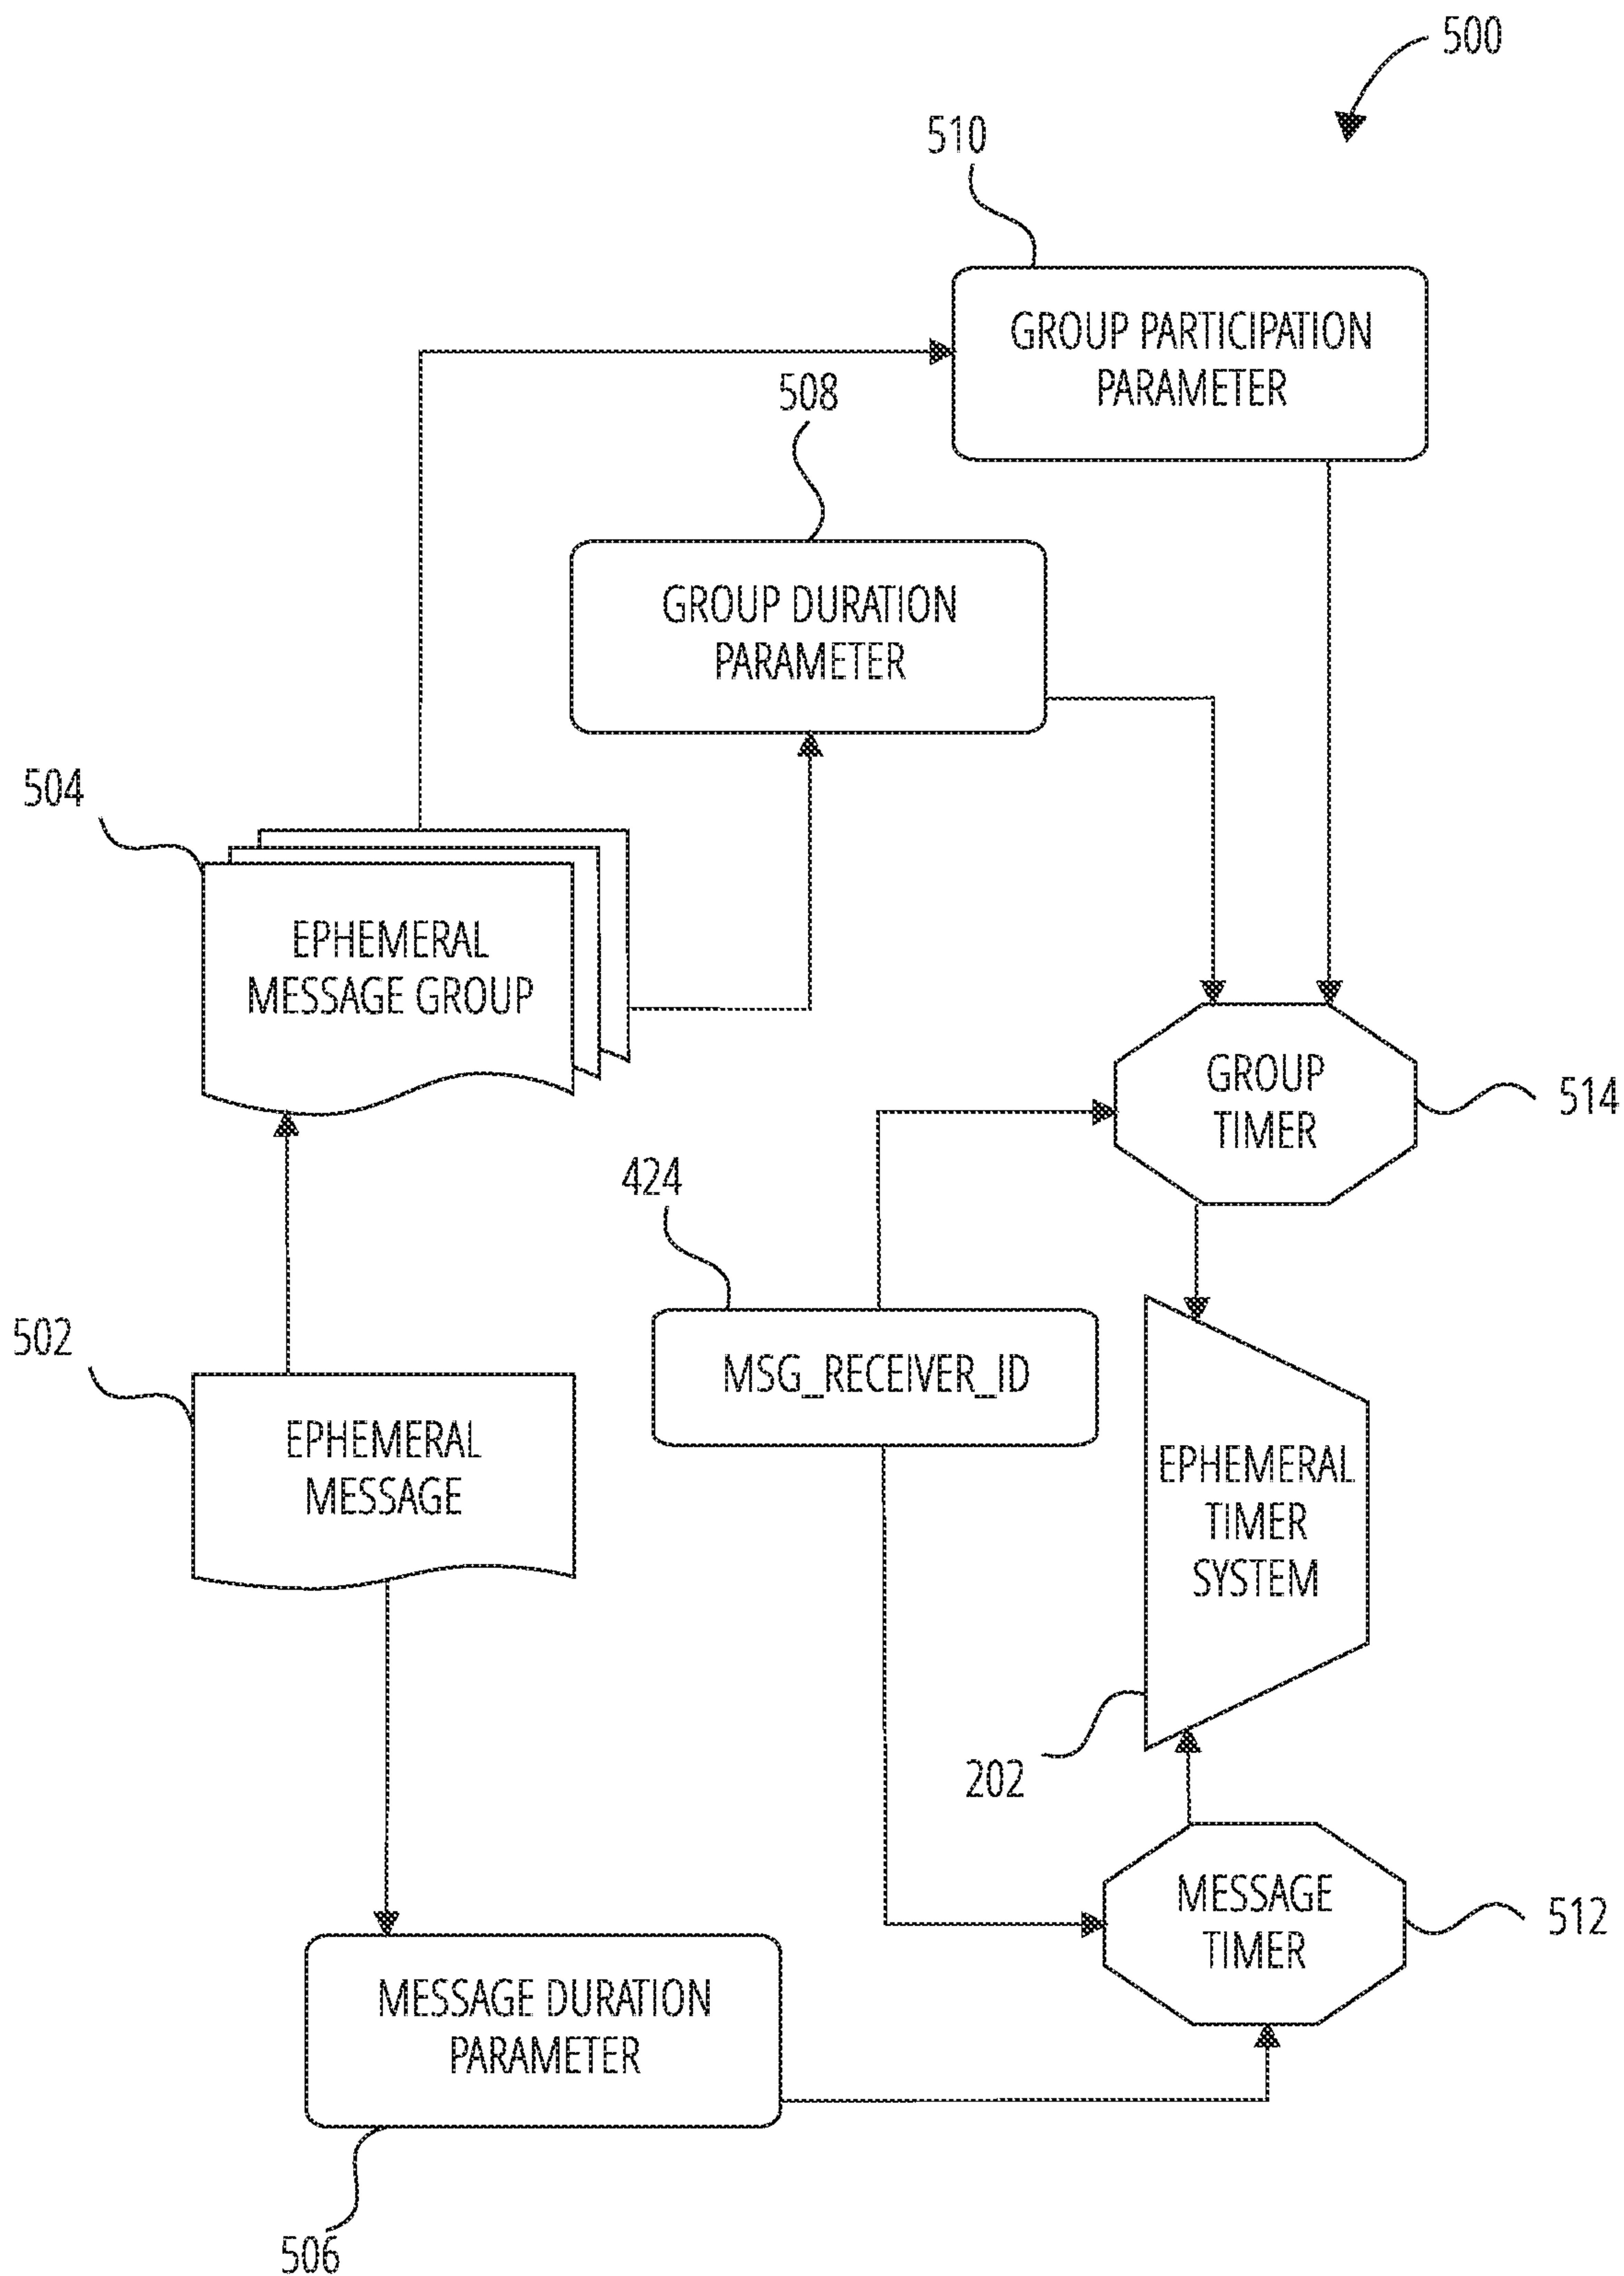 500
510
GROUP PARTICIPATION
PARAMETER
508
GROUP DURATION
PARAMETER
504
EPHEMERAL
MESSAGE GROUP
GROUP
TIMER
514
424
MSG_RECEIVER_ID
502
EPHEMERAL
MESSAGE
EPHEMERAL
TIMER
SYSTEM
202
MESSAGE
TIMER
512
MESSAGE DURATION
PARAMETER
506